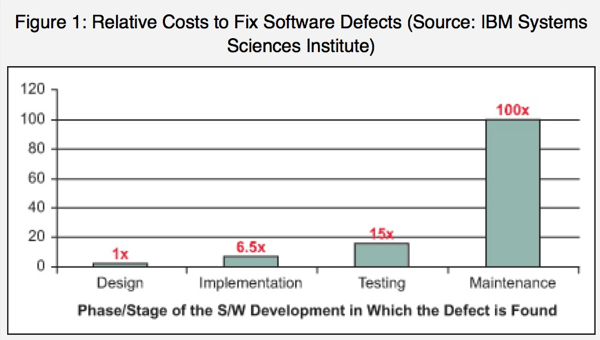 Figure 1: Relative Costs to Fix Software Defects (Source: IBM Systems
Sciences Institute)
120
100
80
60
40
20
0
1x
6.5x
15x
100x
Design
Implementation
Testing
Maintenance
Phase/Stage of the S/W Development in Which the Defect is Found